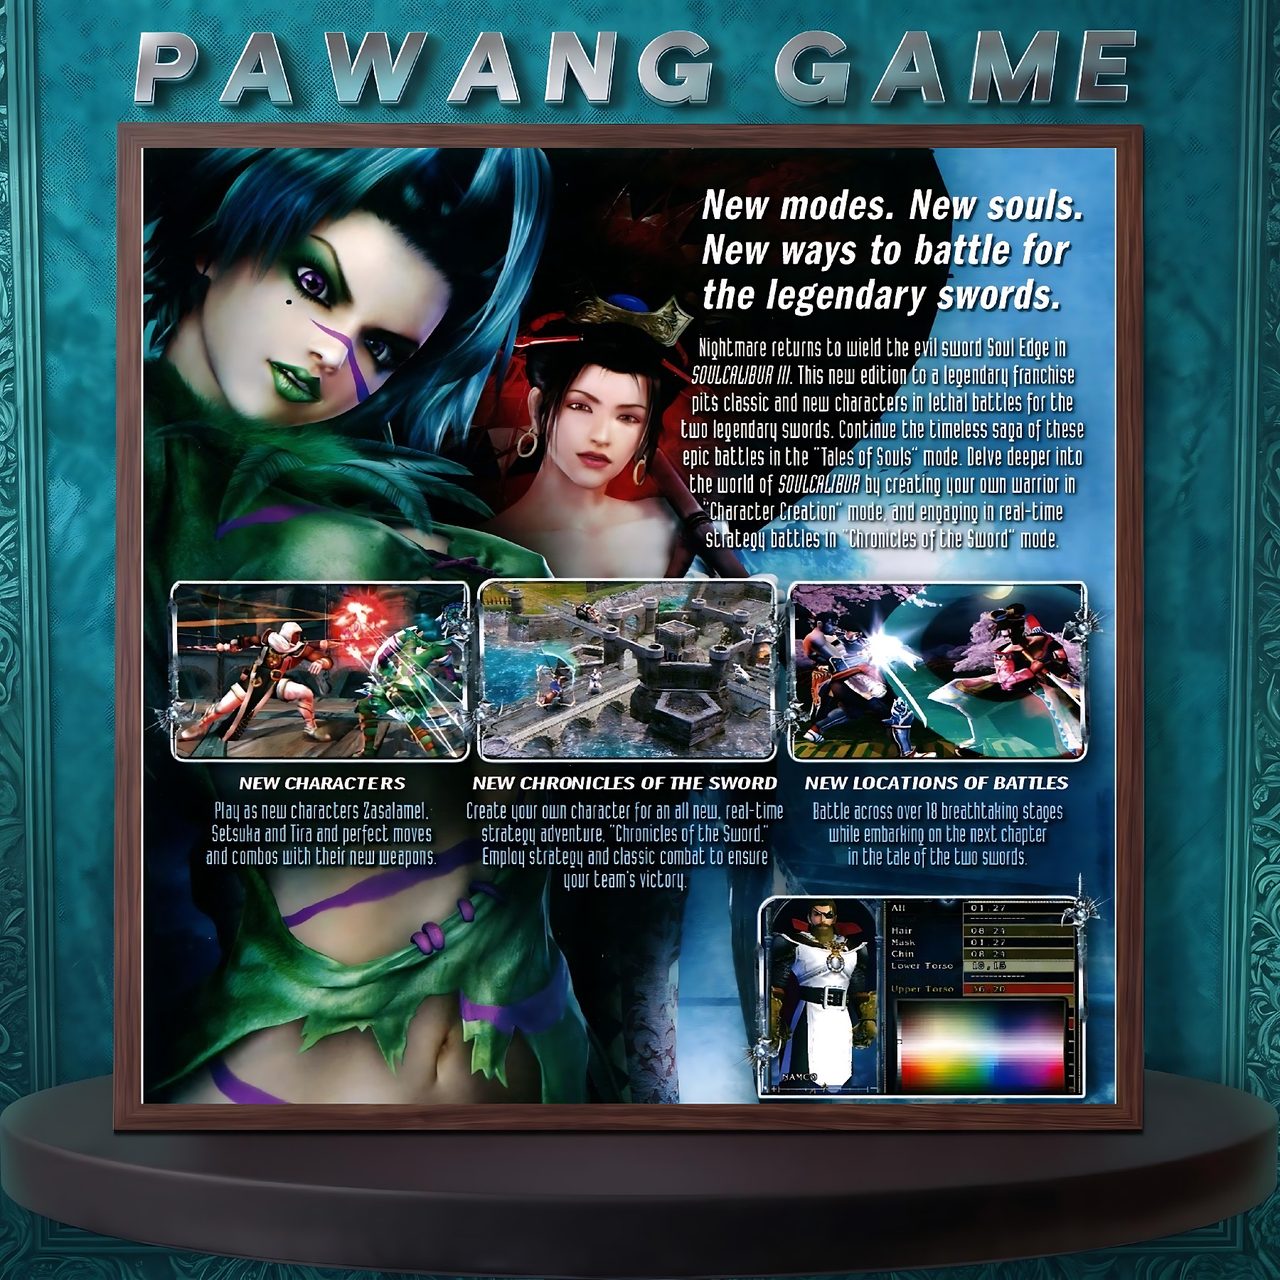 PAWANG GAME
New modes. New souls.
New ways to battle for
the legendary swords.
Nightmare returns to wield the evil sword Soul Edge in
SOULCALIBUR III. This new edition to a legendary franchise
pits classic and new characters in lethal battles for the
two legendary swords. Continue the timeless saga of these
epic battles in the "Tales of Souls" mode. Delve deeper into
the world of SOULCALIBUR by creating your own warrior in
"Character Creation" mode, and engaging in real-time
strategy battles in "Chronicles of the Sword" mode.
NEW CHARACTERS
Play as new characters Zasalamel,
Setsuka and Tira and perfect moves
and combos with their new weapons.
NEW CHRONICLES OF THE SWORD
Create your own character for an all new, real-time
strategy adventure, "Chronicles of the Sword."
Employ strategy and classic combat to ensure
your team's victory.
NEW LOCATIONS OF BATTLES
Battle across over 18 breathtaking stages
while embarking on the next chapter
in the tale of the two swords.
All 01.27
Hair 08.24
Mask 01.27
Chin 08.24
Lower Torso 18,15
Upper Torso 36.20
NAMCO